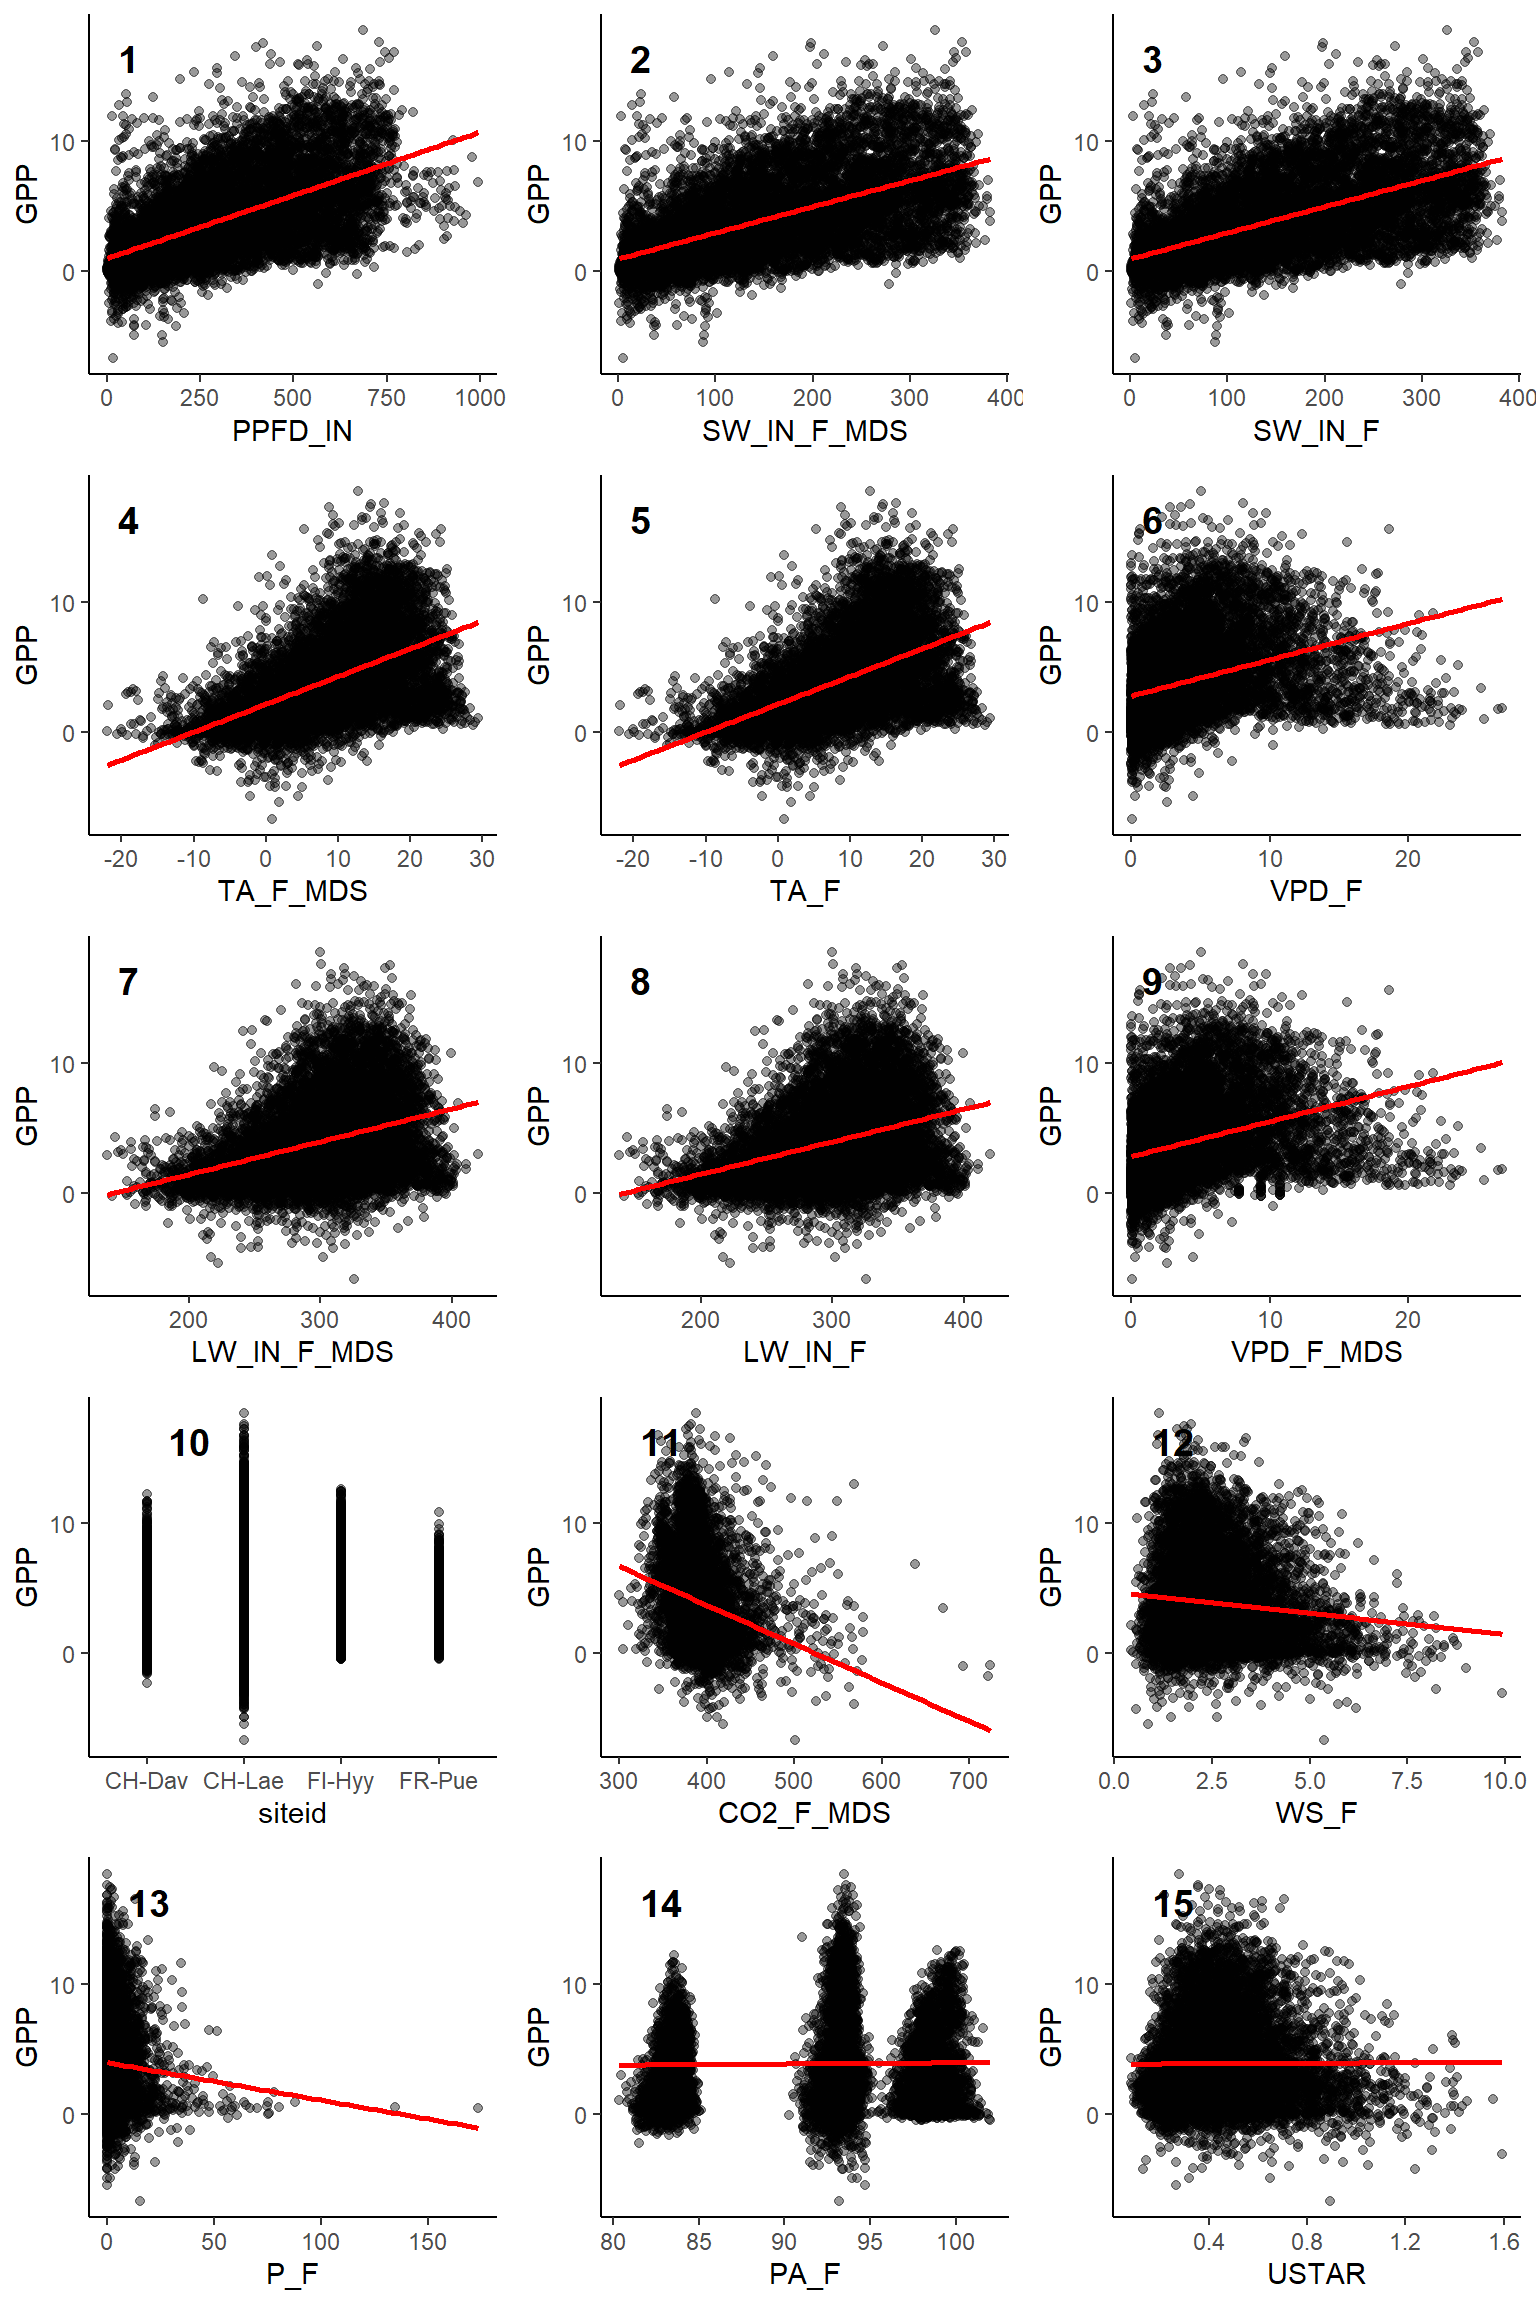 1 2 3
GPP 10 0 GPP 10 0 GPP 10 0
0 250 500 750 1000 0 100 200 300 400 0 100 200 300 400
PPFD_IN SW_IN_F_MDS SW_IN_F
4 5 6
GPP 10 0 GPP 10 0 GPP 10 0
-20 -10 0 10 20 30 -20 -10 0 10 20 30 0 10 20
TA_F_MDS TA_F VPD_F
7 8 9
GPP 10 0 GPP 10 0 GPP 10 0
200 300 400 200 300 400 0 10 20
LW_IN_F_MDS LW_IN_F VPD_F_MDS
10 11 12
GPP 10 0 GPP 10 0 GPP 10 0
CH-Dav CH-Lae FI-Hyy FR-Pue 300 400 500 600 700 0.0 2.5 5.0 7.5 10.0
siteid CO2_F_MDS WS_F
13 14 15
GPP 10 0 GPP 10 0 GPP 10 0
0 50 100 150 80 85 90 95 100 0.4 0.8 1.2 1.6
P_F PA_F USTAR